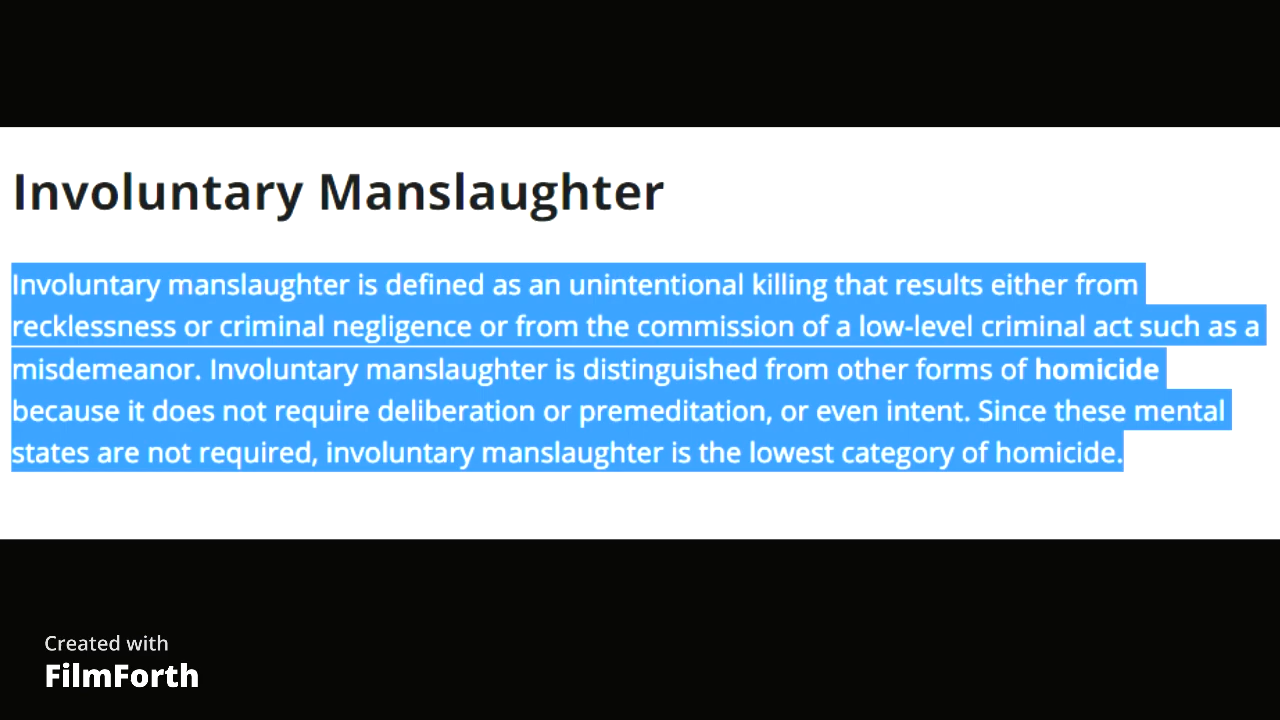 Involuntary Manslaughter
Involuntary manslaughter is defined as an unintentional killing that results either from
recklessness or criminal negligence or from the commission of a low-level criminal act such as a
misdemeanor. Involuntary manslaughter is distinguished from other forms of homicide
because it does not require deliberation or premeditation, or even intent. Since these mental
states are not required, involuntary manslaughter is the lowest category of homicide.
Created with
FilmForth